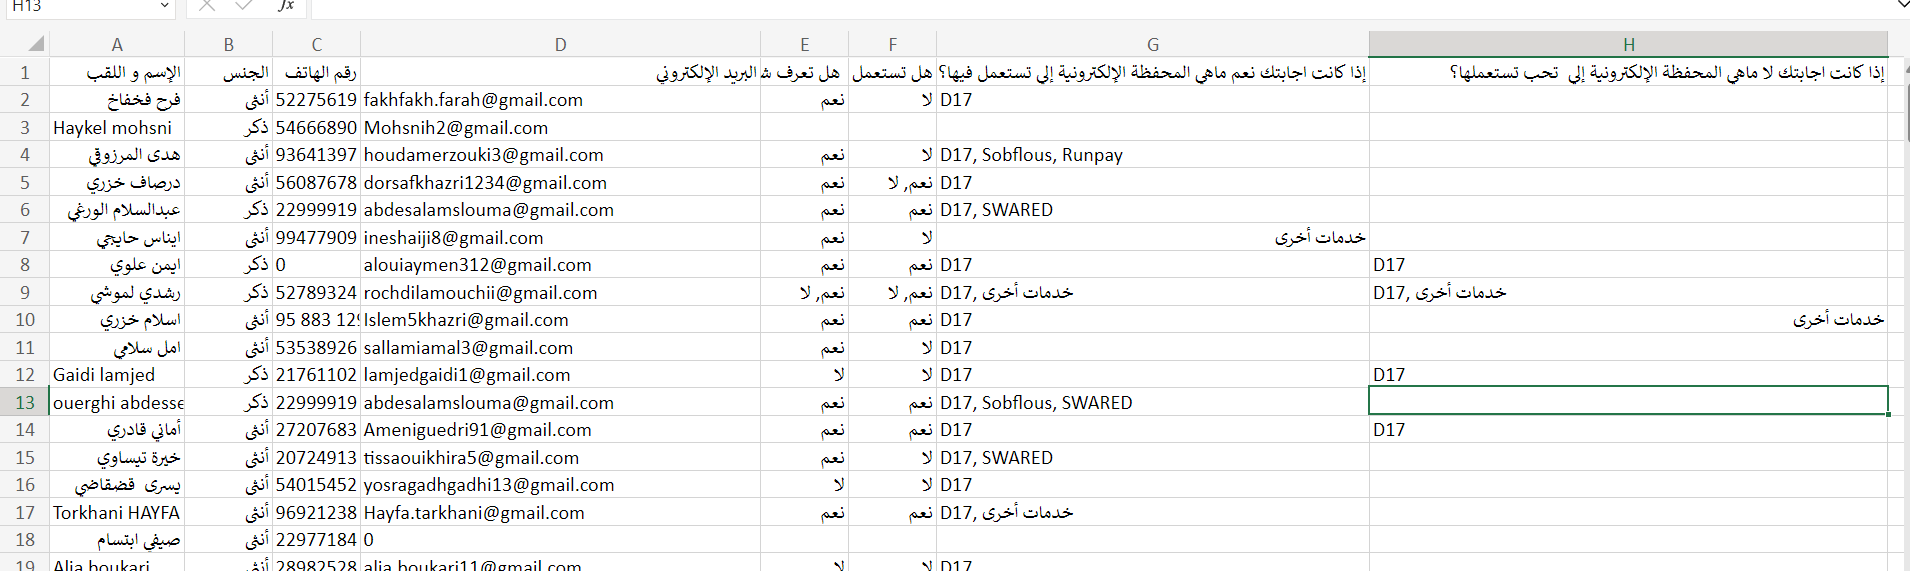 H13 fx
A B C D E F G H
1 الإسم و اللقب الجنس رقم الهاتف البريد الإلكتروني هل تعرف ش هل تستعمل إذا كانت اجابتك نعم ماهي المحفظة الإلكترونية إلي تستعمل فيها؟ إذا كانت اجابتك لا ماهي المحفظة الإلكترونية إلي تحب تستعملها؟
2 فرح فخفاخ أنثى 52275619 fakhfakh.farah@gmail.com نعم لا D17
3 Haykel mohsni ذكر 54666890 Mohsnih2@gmail.com
4 هدى المرزوقي أنثى 93641397 houdamerzouki3@gmail.com نعم لا D17, Sobflous, Runpay
5 درصاف خزري أنثى 56087678 dorsafkhazri1234@gmail.com نعم نعم, لا D17
6 عبدالسلام الورغي ذكر 22999919 abdesalamslouma@gmail.com نعم نعم D17, SWARED
7 ايناس حايجي أنثى 99477909 ineshaiji8@gmail.com نعم لا خدمات أخرى
8 ايمن علوي ذكر 0 alouiaymen312@gmail.com نعم نعم D17 D17
9 رشدي لموشي ذكر 52789324 rochdilamouchii@gmail.com نعم, لا نعم, لا D17, خدمات أخرى D17, خدمات أخرى
10 اسلام خزري أنثى 95 883 129 Islem5khazri@gmail.com نعم نعم D17 خدمات أخرى
11 امل سلامي أنثى 53538926 sallamiamal3@gmail.com نعم لا D17
12 Gaidi lamjed ذكر 21761102 lamjedgaidi1@gmail.com لا لا D17 D17
13 ouerghi abdesse ذكر 22999919 abdesalamslouma@gmail.com نعم نعم D17, Sobflous, SWARED
14 أماني قادري أنثى 27207683 Ameniguedri91@gmail.com نعم نعم D17 D17
15 خيرة تيساوي أنثى 20724913 tissaouikhira5@gmail.com نعم لا D17, SWARED
16 يسرى قضقاضي أنثى 54015452 yosragadhgadhi13@gmail.com لا لا D17
17 Torkhani HAYFA أنثى 96921238 Hayfa.tarkhani@gmail.com نعم نعم D17, خدمات أخرى
18 صيفي ابتسام أنثى 22977184 0
19 Alia boukari أنثى 28982528 alia.boukari11@gmail.com لا لا D17